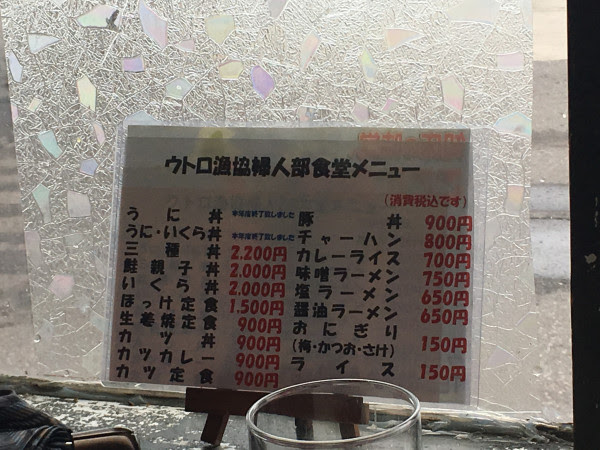 ウトロ漁協婦人部食堂メニュー
(消費税込です)
うに丼 本年度終了致しました
うに・いくら丼 本年度終了致しました
三種丼 2.200円
鮭親子丼 2.000円
いくら丼 2.000円
ほっけ定食 1.500円
生姜焼定食 900円
カツ丼 900円
カツカレー 900円
カツ定食 900円
豚丼 900円
チャーハン 800円
カレーライス 700円
味噌ラーメン 750円
塩ラーメン 650円
醤油ラーメン 650円
おにぎり
(梅・かつお・さけ) 150円
ライス 150円